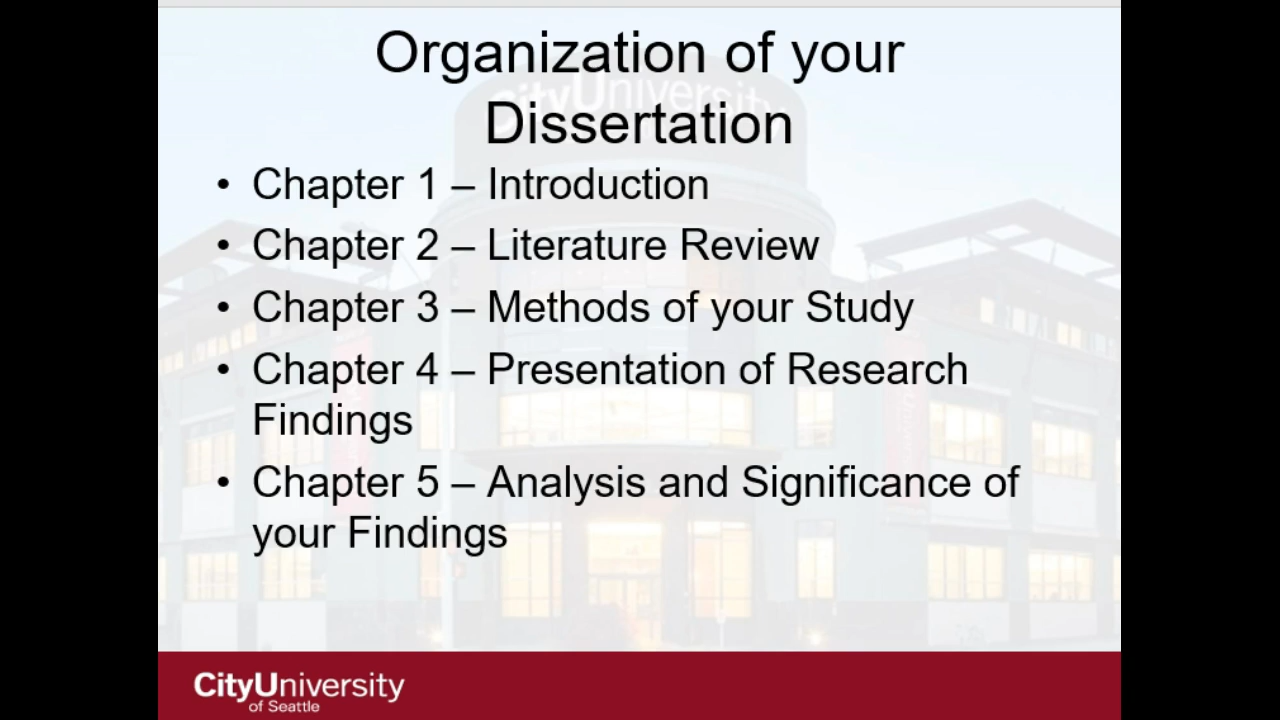 Organization of your
Dissertation
• Chapter 1 – Introduction
• Chapter 2 – Literature Review
• Chapter 3 – Methods of your Study
• Chapter 4 – Presentation of Research
Findings
• Chapter 5 – Analysis and Significance of
your Findings
CityUniversity
of Seattle
CityUniversity